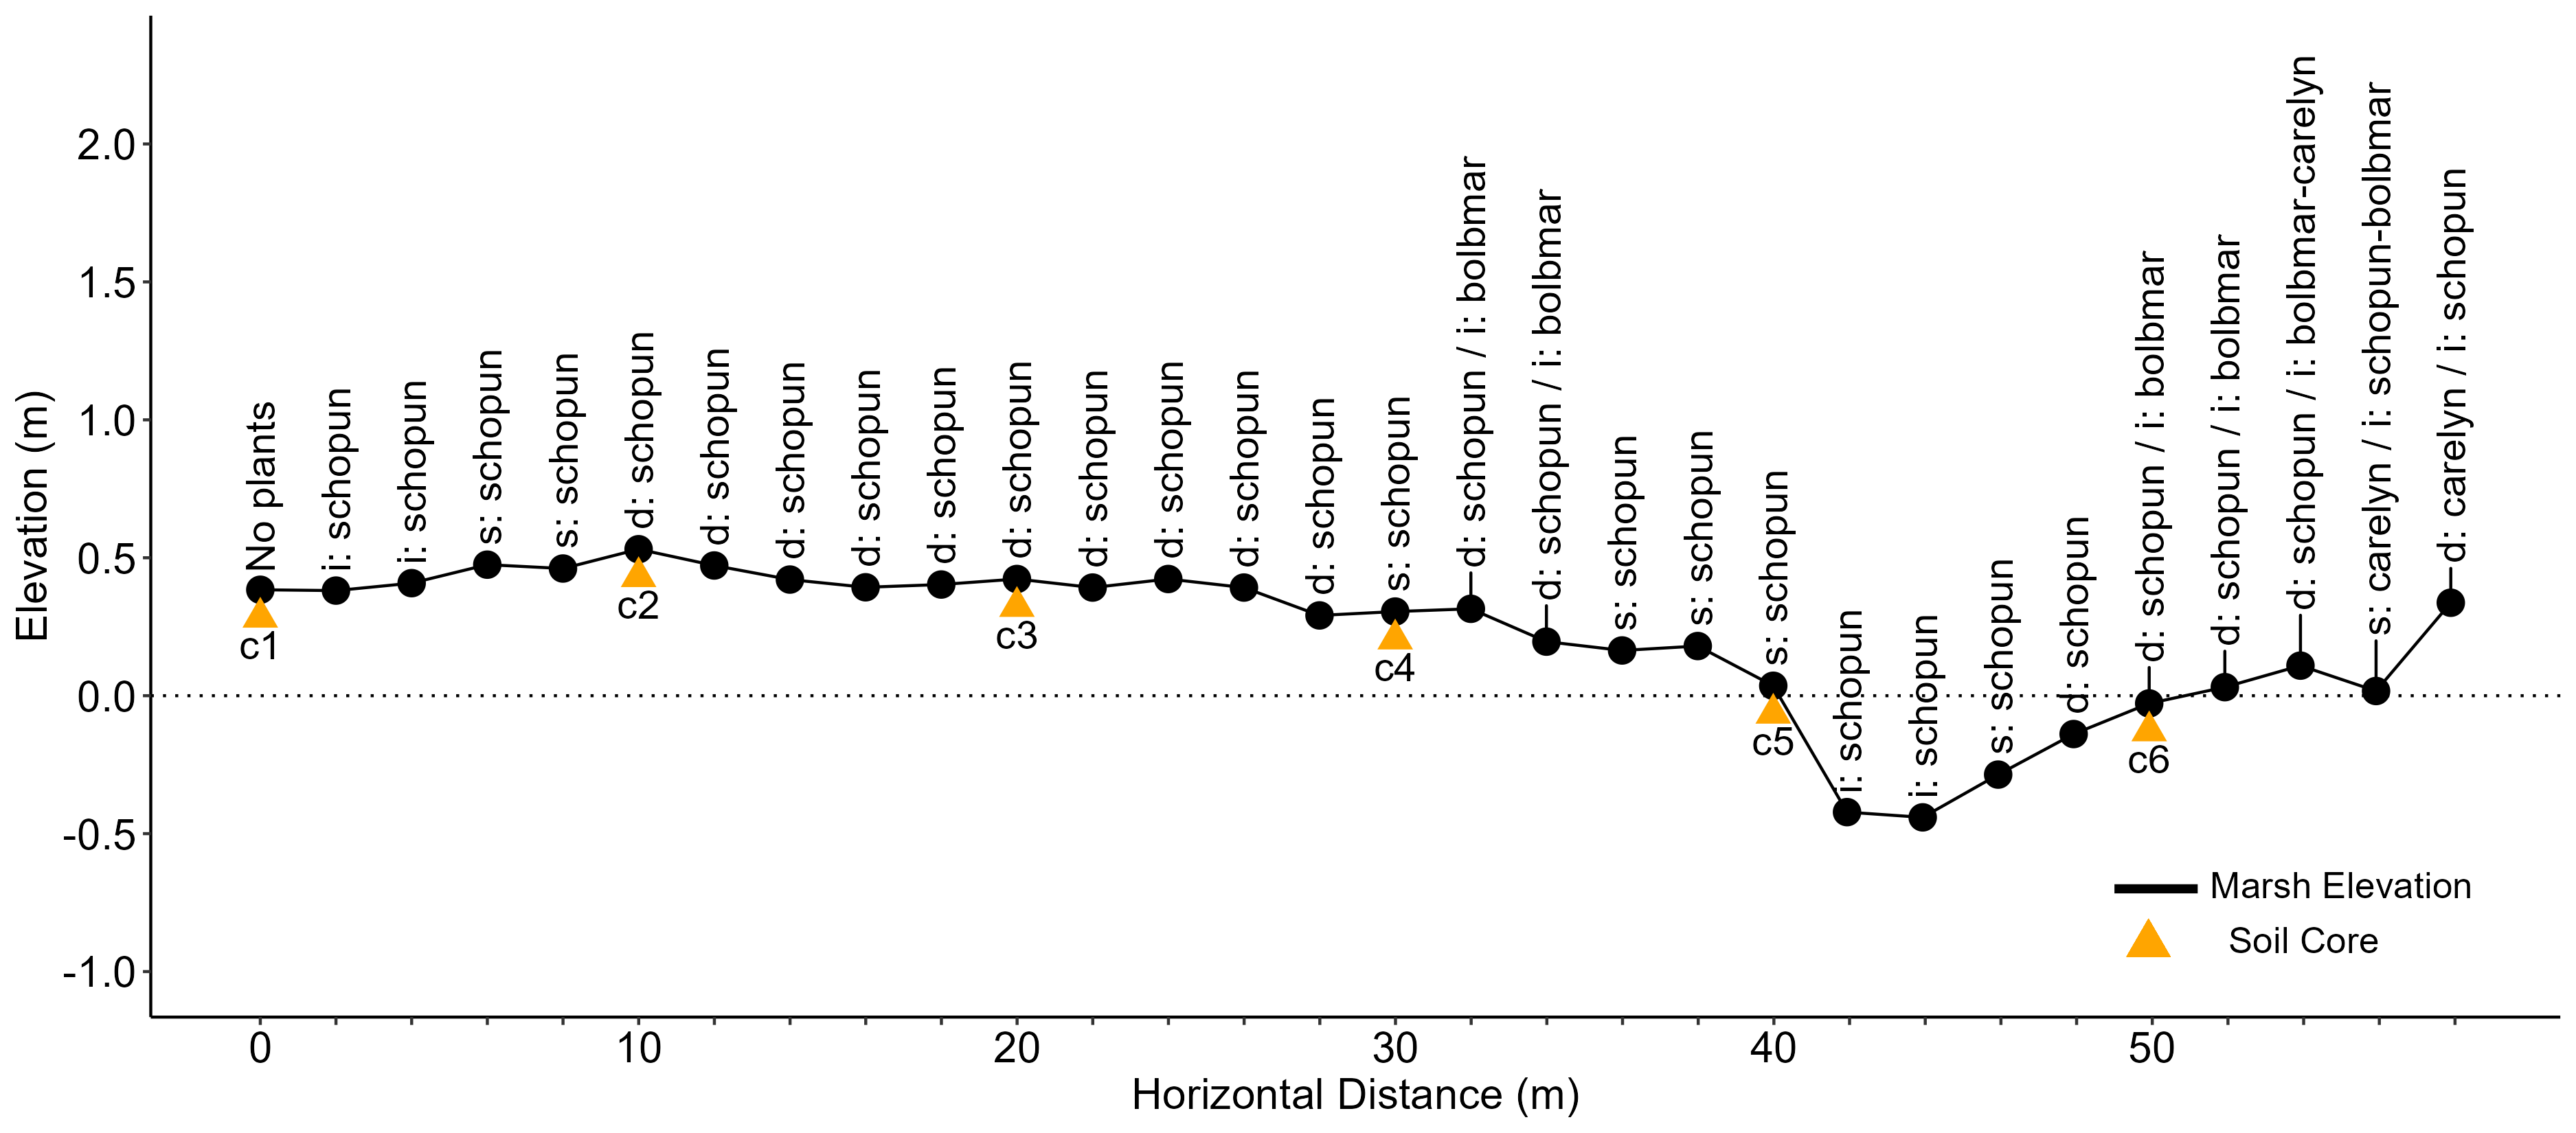 Elevation (m)
2.0
1.5
1.0
0.5
0.0
-0.5
-1.0
No plants
i: schopun
i: schopun
s: schopun
s: schopun
d: schopun
d: schopun
d: schopun
d: schopun
d: schopun
d: schopun
d: schopun
d: schopun
d: schopun
d: schopun
s: schopun
d: schopun / i: bolbmar
d: schopun / i: bolbmar
s: schopun
s: schopun
s: schopun
i: schopun
i: schopun
s: schopun
d: schopun
d: schopun / i: bolbmar
d: schopun / i: bolbmar
d: schopun / i: bolbmar-carelyn
s: carelyn / i: schopun-bolbmar
d: carelyn / i: schopun
c1
c2
c3
c4
c5
c6
Marsh Elevation
Soil Core
0
10
20
30
40
50
Horizontal Distance (m)